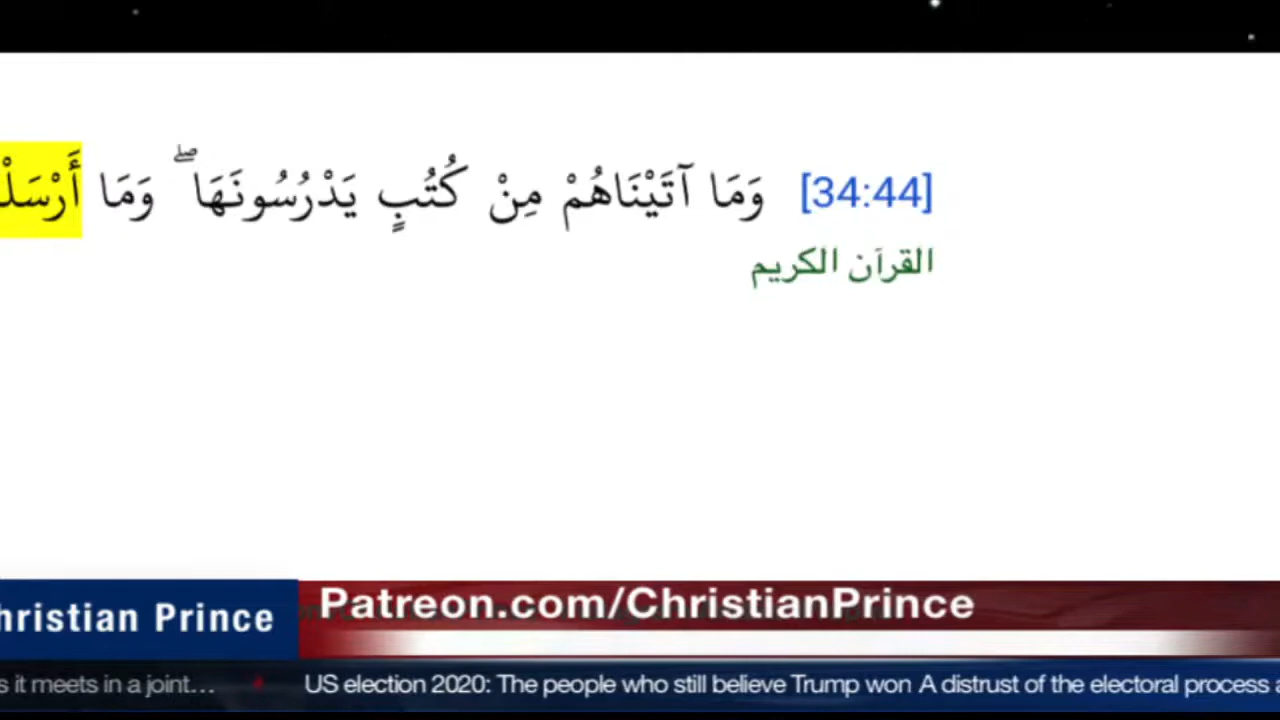 [34:44] وَمَا آتَيْنَاهُمْ مِنْ كُتُبٍ يَدْرُسُونَهَا ۖ وَمَا أَرْسَلْ
القرآن الكريم
Patreon.com/ChristianPrince
hristian Prince
s it meets in a joint... US election 2020: The people who still believe Trump won A distrust of the electoral process a